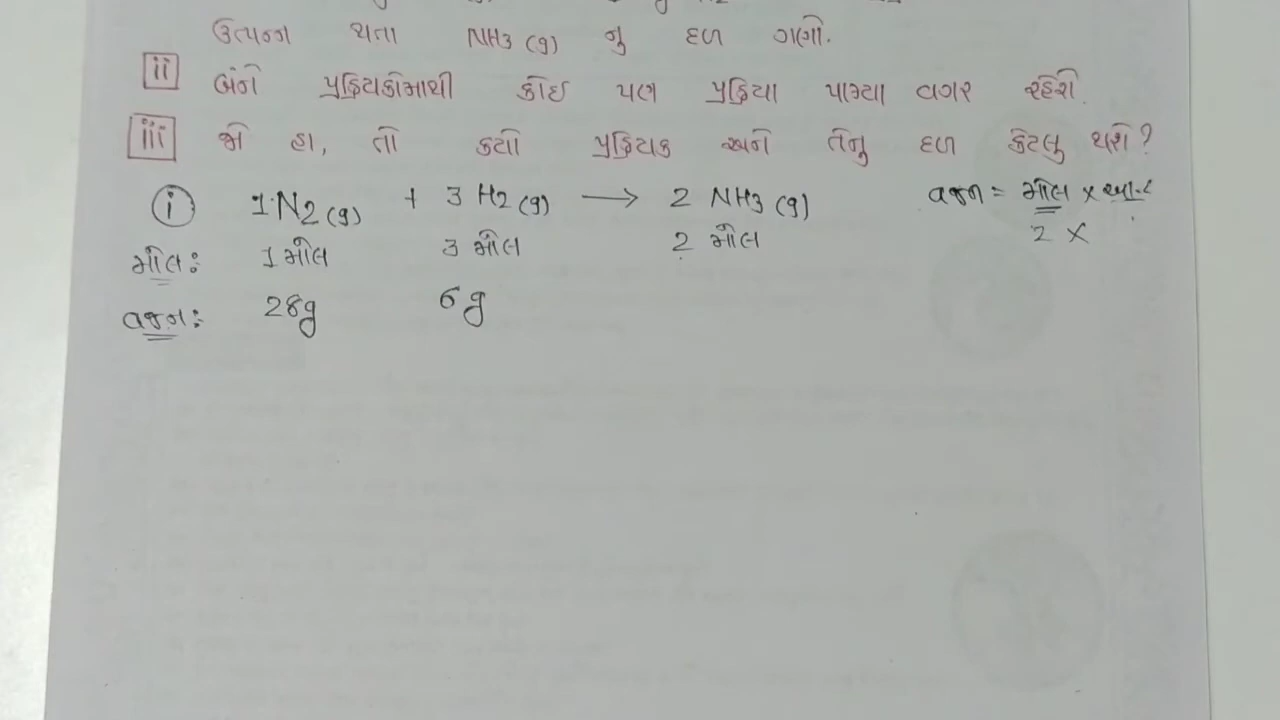 ઉત્પન્ન થતા NH3 (g) નુ દળ ગણો.
ii બંને પ્રક્રિયકોમાથી કોઇ પણ પ્રક્રિયા પામ્યા વગર રહેશે.
iii જો હા, તો કયો પ્રક્રિયક અને તેનુ દળ કેટલુ થશે?
i 1·N2(g) + 3 H2(g) → 2 NH3(g) વજન = મોલ × આ.
મોલ: 1 મોલ 3 મોલ 2 મોલ 2 ×
વજન: 28g 6g